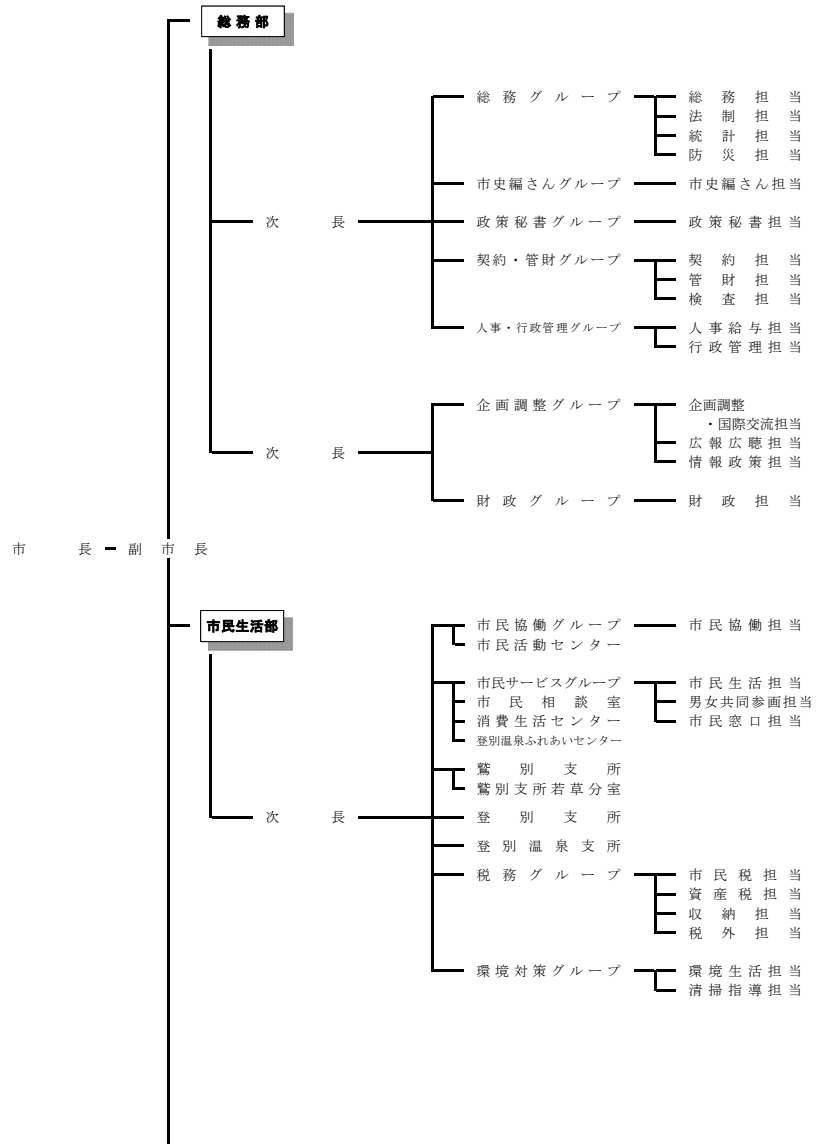 総務部
総務グループ 総務担当
法制担当
統計担当
防災担当
市史編さんグループ 市史編さん担当
次長 政策秘書グループ 政策秘書担当
契約・管財グループ 契約担当
管財担当
検査担当
人事・行政管理グループ 人事給与担当
行政管理担当
企画調整グループ 企画調整
・国際交流担当
広報広聴担当
次長 情報政策担当
財政グループ 財政担当
市長 副市長
市民生活部 市民協働グループ 市民協働担当
市民活動センター
市民サービスグループ 市民生活担当
市民相談室 男女共同参画担当
消費生活センター 市民窓口担当
登別温泉ふれあいセンター
鷲別支所
鷲別支所若草分室
次長 登別支所
登別温泉支所
税務グループ 市民税担当
資産税担当
収納担当
税外担当
環境対策グループ 環境生活担当
清掃指導担当